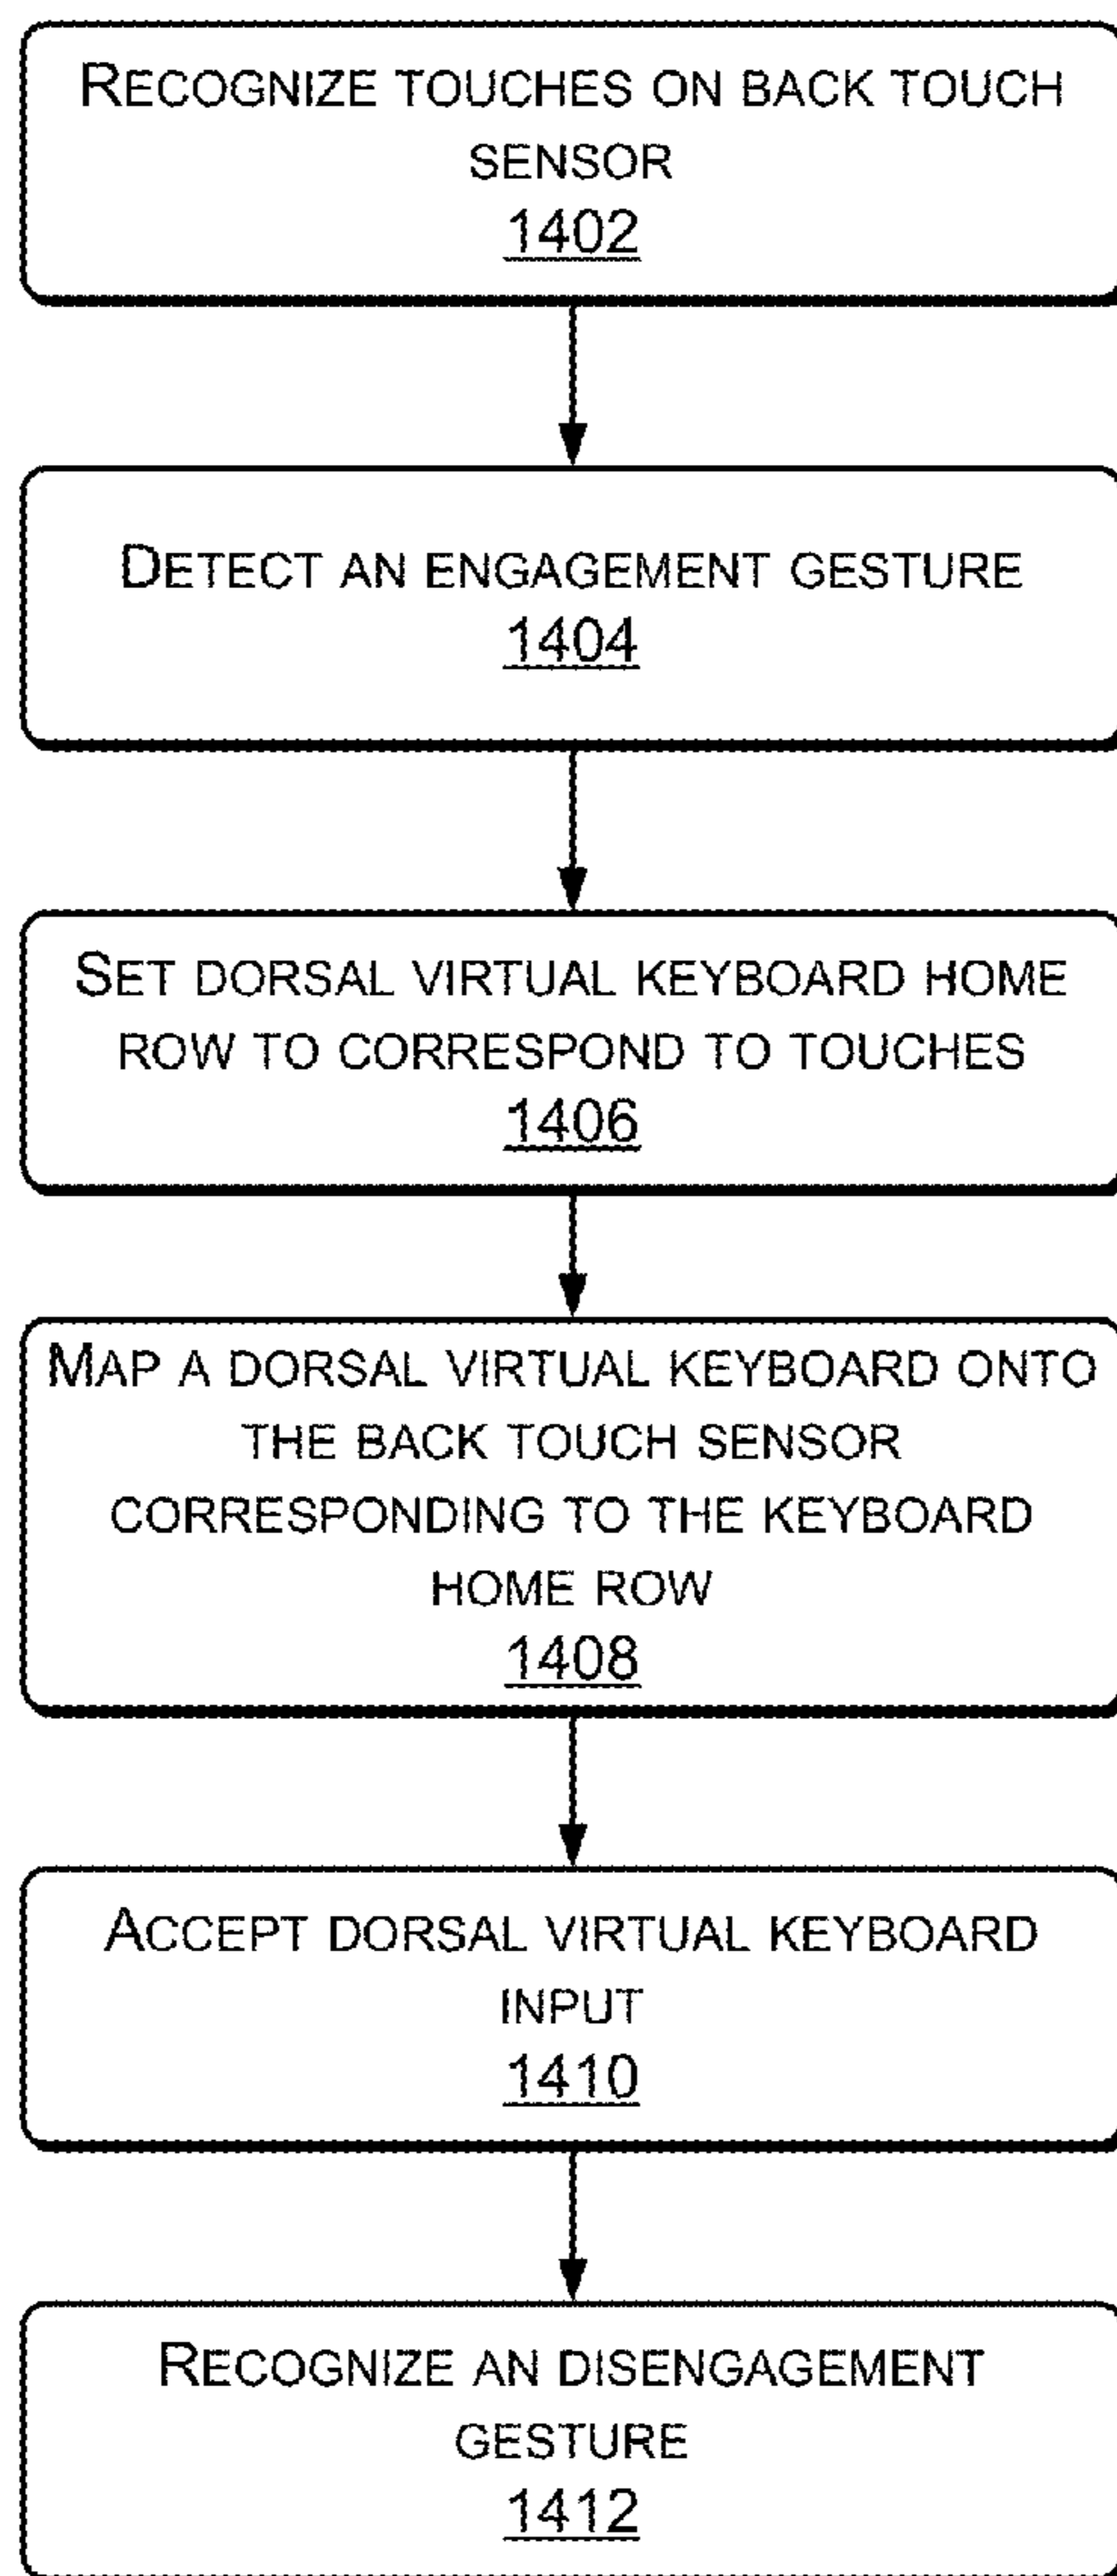 RECOGNIZE TOUCHES ON BACK TOUCH
SENSOR
1402
DETECT AN ENGAGEMENT GESTURE
1404
SET DORSAL VIRTUAL KEYBOARD HOME
ROW TO CORRESPOND TO TOUCHES
1406
MAP A DORSAL VIRTUAL KEYBOARD ONTO
THE BACK TOUCH SENSOR
CORRESPONDING TO THE KEYBOARD
HOME ROW
1408
ACCEPT DORSAL VIRTUAL KEYBOARD
INPUT
1410
RECOGNIZE AN DISENGAGEMENT
GESTURE
1412